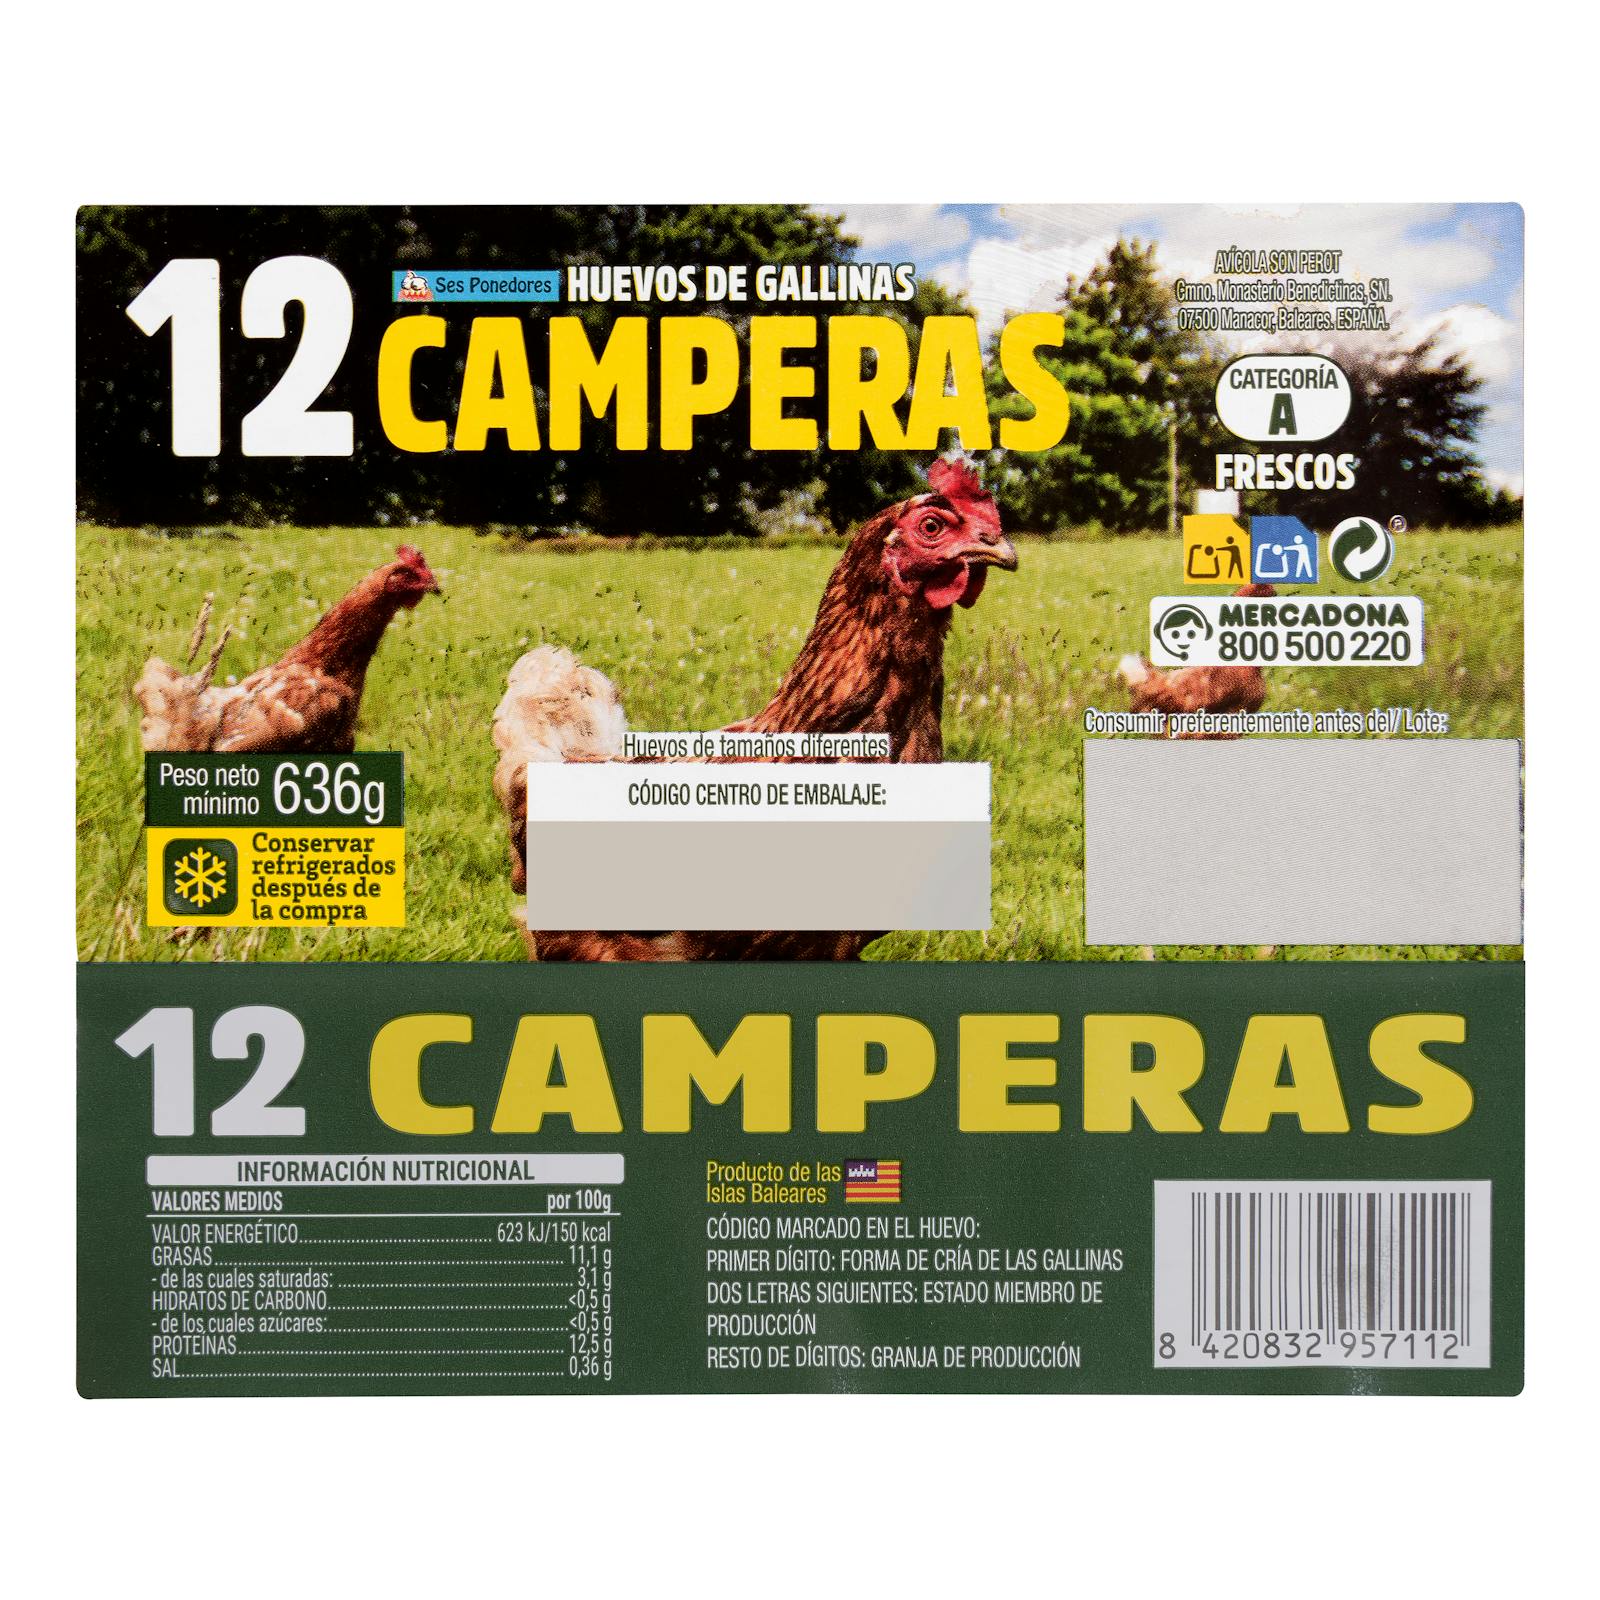 12
Ses Ponedores HUEVOS DE GALLINAS
CAMPERAS
AVÍCOLA SON PEROT
Gmno. Monasterio Benedictinas, SN.
07500 Manacor, Baleares. ESPAÑA.
CATEGORÍA
A
FRESCOS
MERCADONA
800 500 220
Consumir preferentemente antes del/ Lote:
Huevos de tamaños diferentes
CÓDIGO CENTRO DE EMBALAJE:
Peso neto
mínimo 636g
Conservar
refrigerados
después de
la compra
12 CAMPERAS
INFORMACIÓN NUTRICIONAL
VALORES MEDIOS por 100g
VALOR ENERGÉTICO 623 kJ/150 kcal
GRASAS 11,1 g
- de las cuales saturadas: 3,1 g
HIDRATOS DE CARBONO <0,5 g
- de los cuales azúcares: <0,5 g
PROTEÍNAS 12,5 g
SAL 0,36 g
Producto de las
Islas Baleares
CÓDIGO MARCADO EN EL HUEVO:
PRIMER DÍGITO: FORMA DE CRÍA DE LAS GALLINAS
DOS LETRAS SIGUIENTES: ESTADO MIEMBRO DE
PRODUCCIÓN
RESTO DE DÍGITOS: GRANJA DE PRODUCCIÓN
8 420832 957112